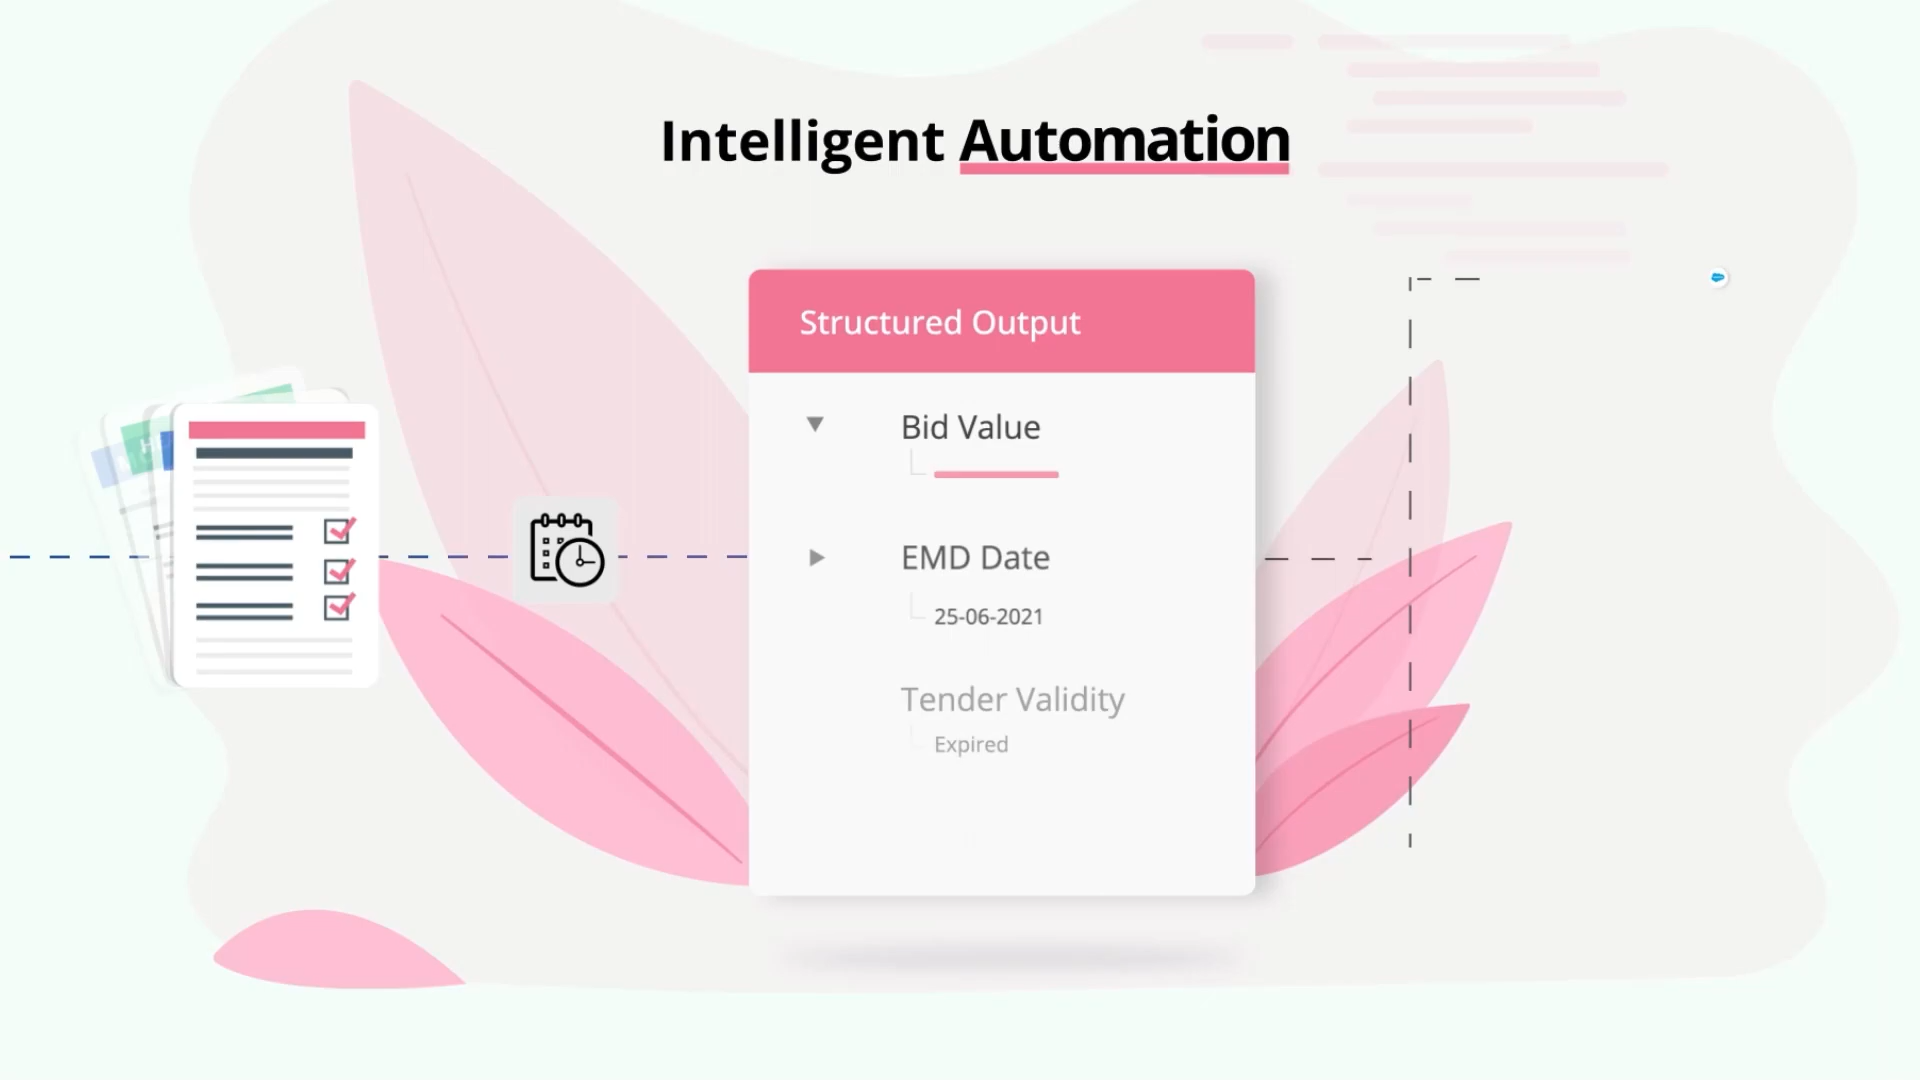 Intelligent Automation
Structured Output
Bid Value
EMD Date
25-06-2021
Tender Validity
Expired